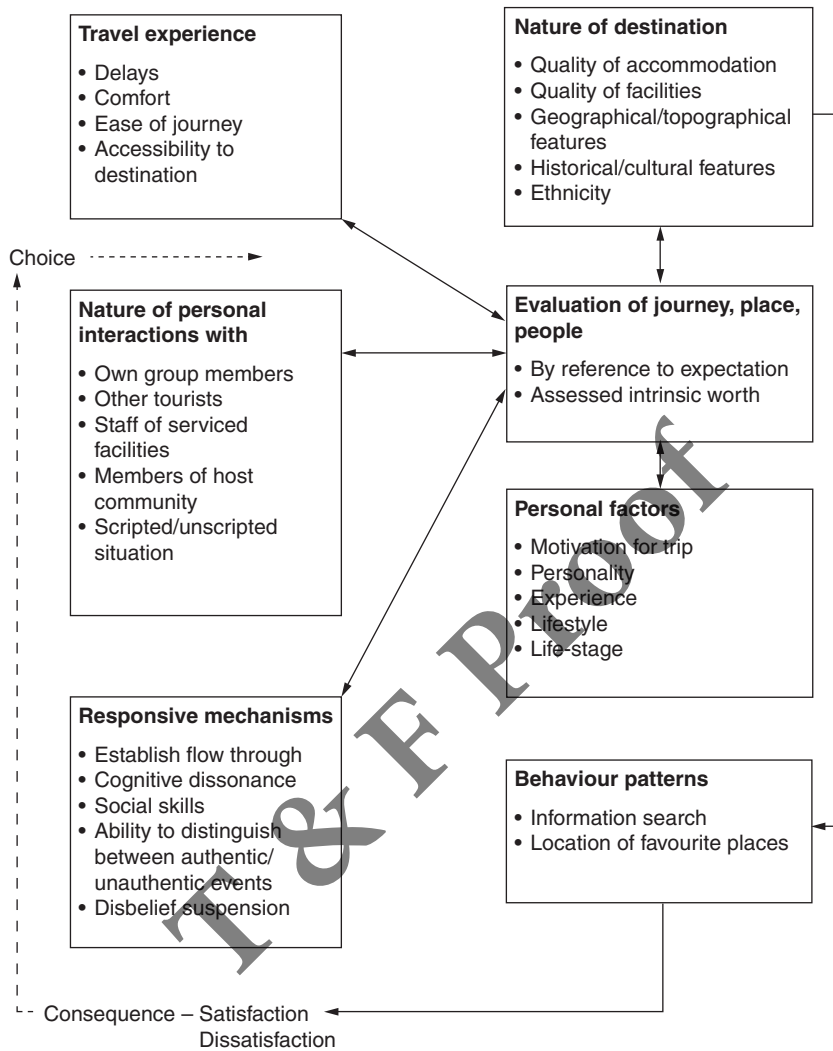 Travel experience
• Delays
• Comfort
• Ease of journey
• Accessibility to
destination
Nature of destination
• Quality of accommodation
• Quality of facilities
• Geographical/topographical
features
• Historical/cultural features
• Ethnicity
Choice
Nature of personal
interactions with
• Own group members
• Other tourists
• Staff of serviced
facilities
• Members of host
community
• Scripted/unscripted
situation
Evaluation of journey, place,
people
• By reference to expectation
• Assessed intrinsic worth
Personal factors
• Motivation for trip
• Personality
• Experience
• Lifestyle
• Life-stage
Responsive mechanisms
• Establish flow through
• Cognitive dissonance
• Social skills
• Ability to distinguish
between authentic/
unauthentic events
• Disbelief suspension
Behaviour patterns
• Information search
• Location of favourite places
Consequence – Satisfaction
Dissatisfaction
T & F Proof